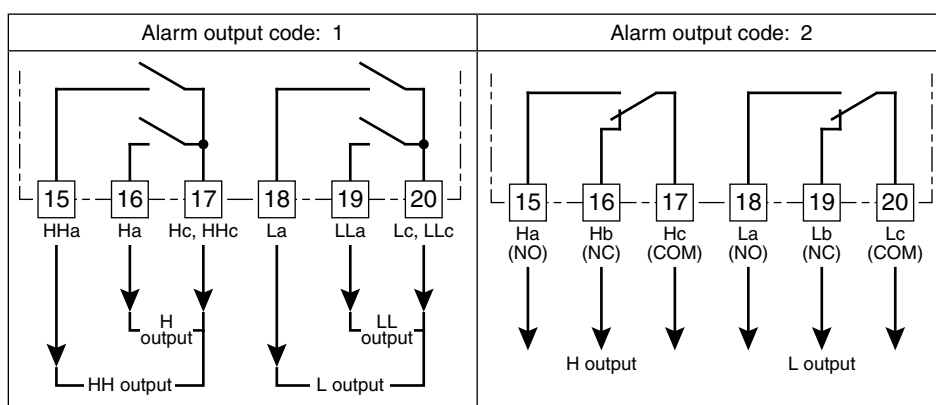 Alarm output code: 1
15 16 17 18 19 20
HHa Ha Hc, HHc La LLa Lc, LLc
H
output
LL
output
HH output
L output
Alarm output code: 2
15 16 17 18 19 20
Ha Hb Hc La Lb Lc
(NO) (NC) (COM) (NO) (NC) (COM)
H output
L output